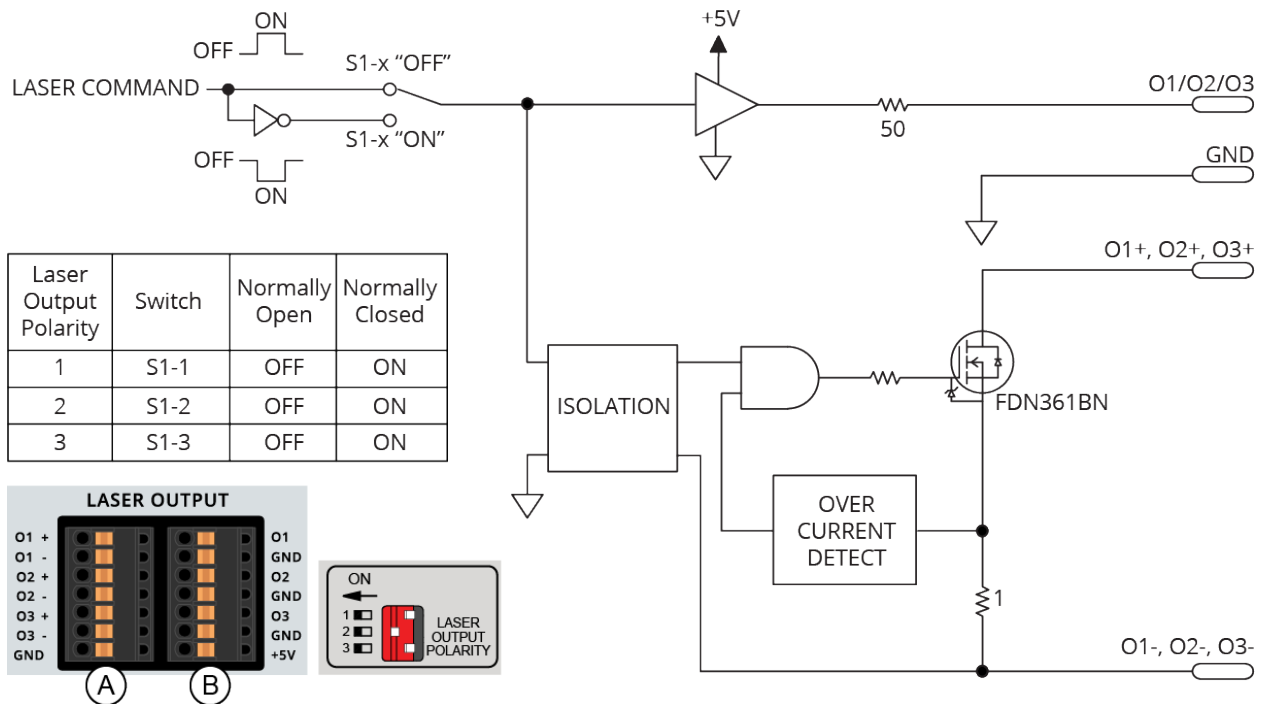 ON
OFF
LASER COMMAND
S1-x “OFF”
S1-x “ON”
OFF
ON
+5V
50
O1/O2/O3
GND
O1+, O2+, O3+
FDN361BN
ISOLATION
OVER
CURRENT
DETECT
1
O1-, O2-, O3-
Laser
Output
Polarity
Switch
Normally
Open
Normally
Closed
1 S1-1 OFF ON
2 S1-2 OFF ON
3 S1-3 OFF ON
LASER OUTPUT
O1 +
O1 -
O2 +
O2 -
O3 +
O3 -
GND
O1
GND
O2
GND
O3
GND
+5V
A
B
ON
1
2
3
LASER
OUTPUT
POLARITY